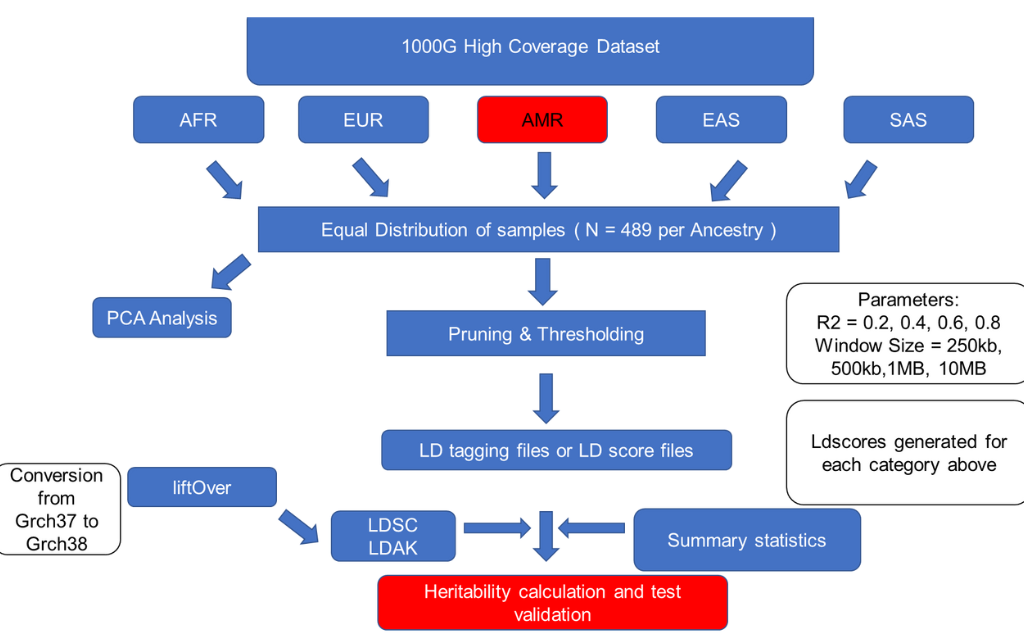 1000G High Coverage Dataset
AFR
EUR
AMR
EAS
SAS
Equal Distribution of samples ( N = 489 per Ancestry )
PCA Analysis
Pruning & Thresholding
Parameters:
R2 = 0.2, 0.4, 0.6, 0.8
Window Size = 250kb,
500kb,1MB, 10MB
LD tagging files or LD score files
Ldscores generated for
each category above
Conversion
from
Grch37 to
Grch38
liftOver
LDSC
LDAK
Summary statistics
Heritability calculation and test
validation